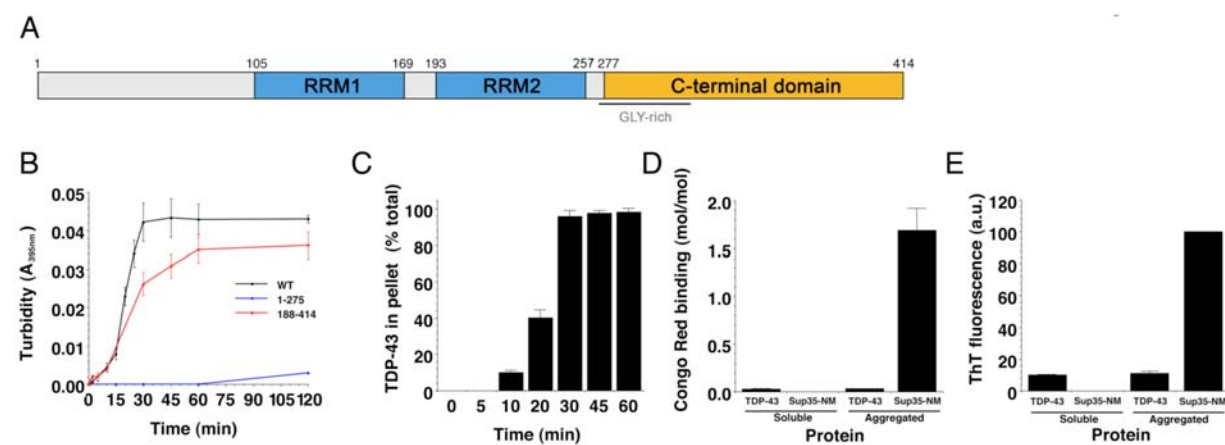 A
1 105 169 193 257 277 414
RRM1 RRM2 C-terminal domain
GLY-rich
B
Turbidity (A395nm)
0.05
0.04
0.03
0.02
0.01
0.00
WT
1-275
188-414
0 15 30 45 60 75 90 105 120
Time (min)
C
TDP-43 in pellet (% total)
100
80
60
40
20
0
0 5 10 20 30 45 60
Time (min)
D
Congo Red binding (mol/mol)
2.0
1.5
1.0
0.5
0.0
TDP-43 Sup35-NM TDP-43 Sup35-NM
Soluble Aggregated
Protein
E
ThT fluorescence (a.u.)
120
100
80
60
40
20
0
TDP-43 Sup35-NM TDP-43 Sup35-NM
Soluble Aggregated
Protein